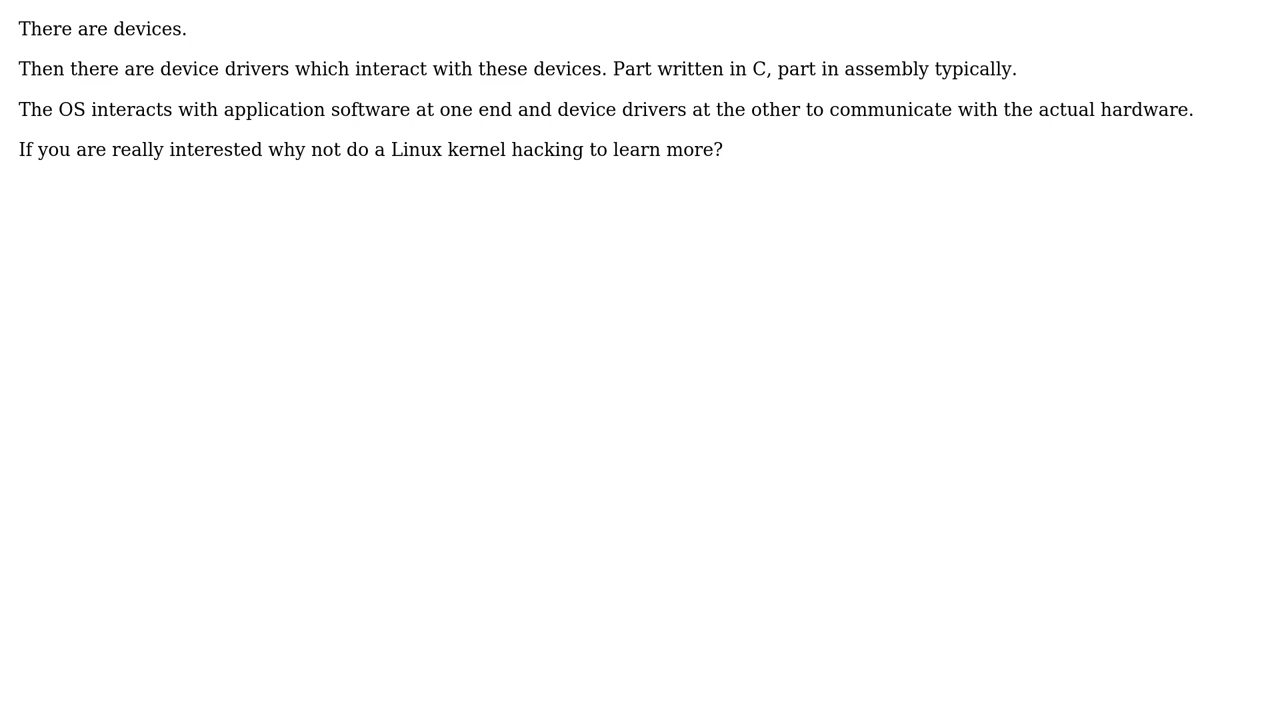 There are devices.
Then there are device drivers which interact with these devices. Part written in C, part in assembly typically.
The OS interacts with application software at one end and device drivers at the other to communicate with the actual hardware.
If you are really interested why not do a Linux kernel hacking to learn more?